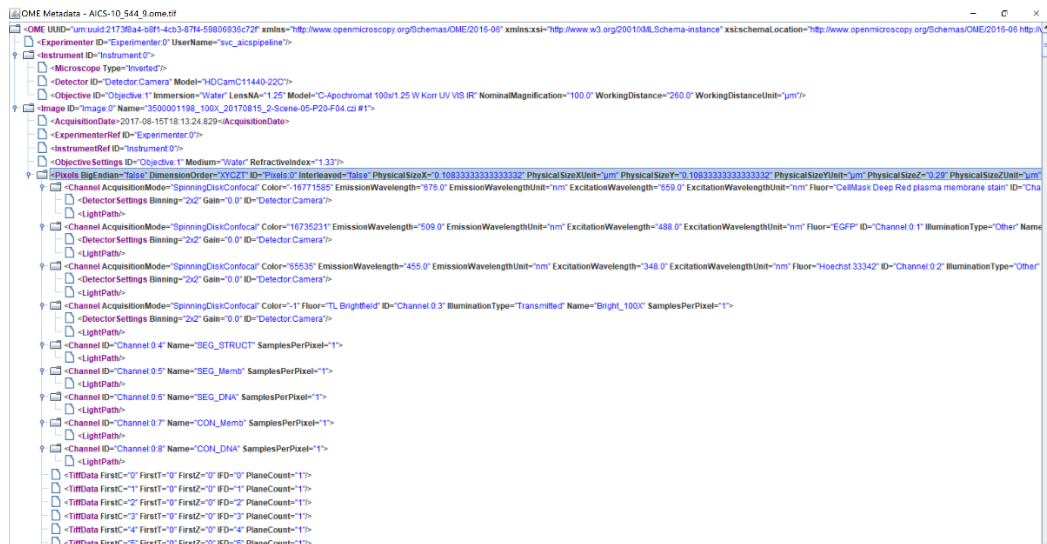 OME Metadata - AICS-10_544_9.ome.tif
<OME UUID="urn:uuid:2173f8a4-b8f1-4cb3-87f4-59806936c72f" xmlns="http://www.openmicroscopy.org/Schemas/OME/2016-06" xmlns:xsi="http://www.w3.org/2001/XMLSchema-instance" xsi:schemaLocation="http://www.openmicroscopy.org/Schemas/OME/2016-06 http://
<Experimenter ID="Experimenter:0" UserName="svc_aicspipeline"/>
<Instrument ID="Instrument:0">
<Microscope Type="Inverted"/>
<Detector ID="Detector:Camera" Model="HDCamC11440-22C"/>
<Objective ID="Objective:1" Immersion="Water" LensNA="1.25" Model="C-Apochromat 100x/1.25 W Korr UV VIS IR" NominalMagnification="100.0" WorkingDistance="260.0" WorkingDistanceUnit="µm"/>
<Image ID="Image:0" Name="3500001198_100X_20170815_2-Scene-05-P20-F04.czi #1">
<AcquisitionDate>2017-08-15T18:13:24.829</AcquisitionDate>
<ExperimenterRef ID="Experimenter:0"/>
<InstrumentRef ID="Instrument:0"/>
<ObjectiveSettings ID="Objective:1" Medium="Water" RefractiveIndex="1.33"/>
<Pixels BigEndian="false" DimensionOrder="XYCZT" ID="Pixels:0" Interleaved="false" PhysicalSizeX="0.10833333333333332" PhysicalSizeXUnit="µm" PhysicalSizeY="0.10833333333333332" PhysicalSizeYUnit="µm" PhysicalSizeZ="0.29" PhysicalSizeZUnit="µm"
<Channel AcquisitionMode="SpinningDiskConfocal" Color="-16771585" EmissionWavelength="676.0" EmissionWavelengthUnit="nm" ExcitationWavelength="659.0" ExcitationWavelengthUnit="nm" Fluor="CellMask Deep Red plasma membrane stain" ID="Cha
<DetectorSettings Binning="2x2" Gain="0.0" ID="Detector:Camera"/>
<LightPath/>
<Channel AcquisitionMode="SpinningDiskConfocal" Color="16735231" EmissionWavelength="509.0" EmissionWavelengthUnit="nm" ExcitationWavelength="488.0" ExcitationWavelengthUnit="nm" Fluor="EGFP" ID="Channel:0:1" IlluminationType="Other" Name
<DetectorSettings Binning="2x2" Gain="0.0" ID="Detector:Camera"/>
<LightPath/>
<Channel AcquisitionMode="SpinningDiskConfocal" Color="65535" EmissionWavelength="455.0" EmissionWavelengthUnit="nm" ExcitationWavelength="348.0" ExcitationWavelengthUnit="nm" Fluor="Hoechst 33342" ID="Channel:0:2" IlluminationType="Other"
<DetectorSettings Binning="2x2" Gain="0.0" ID="Detector:Camera"/>
<LightPath/>
<Channel AcquisitionMode="SpinningDiskConfocal" Color="-1" Fluor="TL Brightfield" ID="Channel:0:3" IlluminationType="Transmitted" Name="Bright_100X" SamplesPerPixel="1">
<DetectorSettings Binning="2x2" Gain="0.0" ID="Detector:Camera"/>
<LightPath/>
<Channel ID="Channel:0:4" Name="SEG_STRUCT" SamplesPerPixel="1">
<LightPath/>
<Channel ID="Channel:0:5" Name="SEG_Memb" SamplesPerPixel="1">
<LightPath/>
<Channel ID="Channel:0:6" Name="SEG_DNA" SamplesPerPixel="1">
<LightPath/>
<Channel ID="Channel:0:7" Name="CON_Memb" SamplesPerPixel="1">
<LightPath/>
<Channel ID="Channel:0:8" Name="CON_DNA" SamplesPerPixel="1">
<LightPath/>
<TiffData FirstC="0" FirstT="0" FirstZ="0" IFD="0" PlaneCount="1"/>
<TiffData FirstC="1" FirstT="0" FirstZ="0" IFD="1" PlaneCount="1"/>
<TiffData FirstC="2" FirstT="0" FirstZ="0" IFD="2" PlaneCount="1"/>
<TiffData FirstC="3" FirstT="0" FirstZ="0" IFD="3" PlaneCount="1"/>
<TiffData FirstC="4" FirstT="0" FirstZ="0" IFD="4" PlaneCount="1"/>
<TiffData FirstC="5" FirstT="0" FirstZ="0" IFD="5" PlaneCount="1"/>